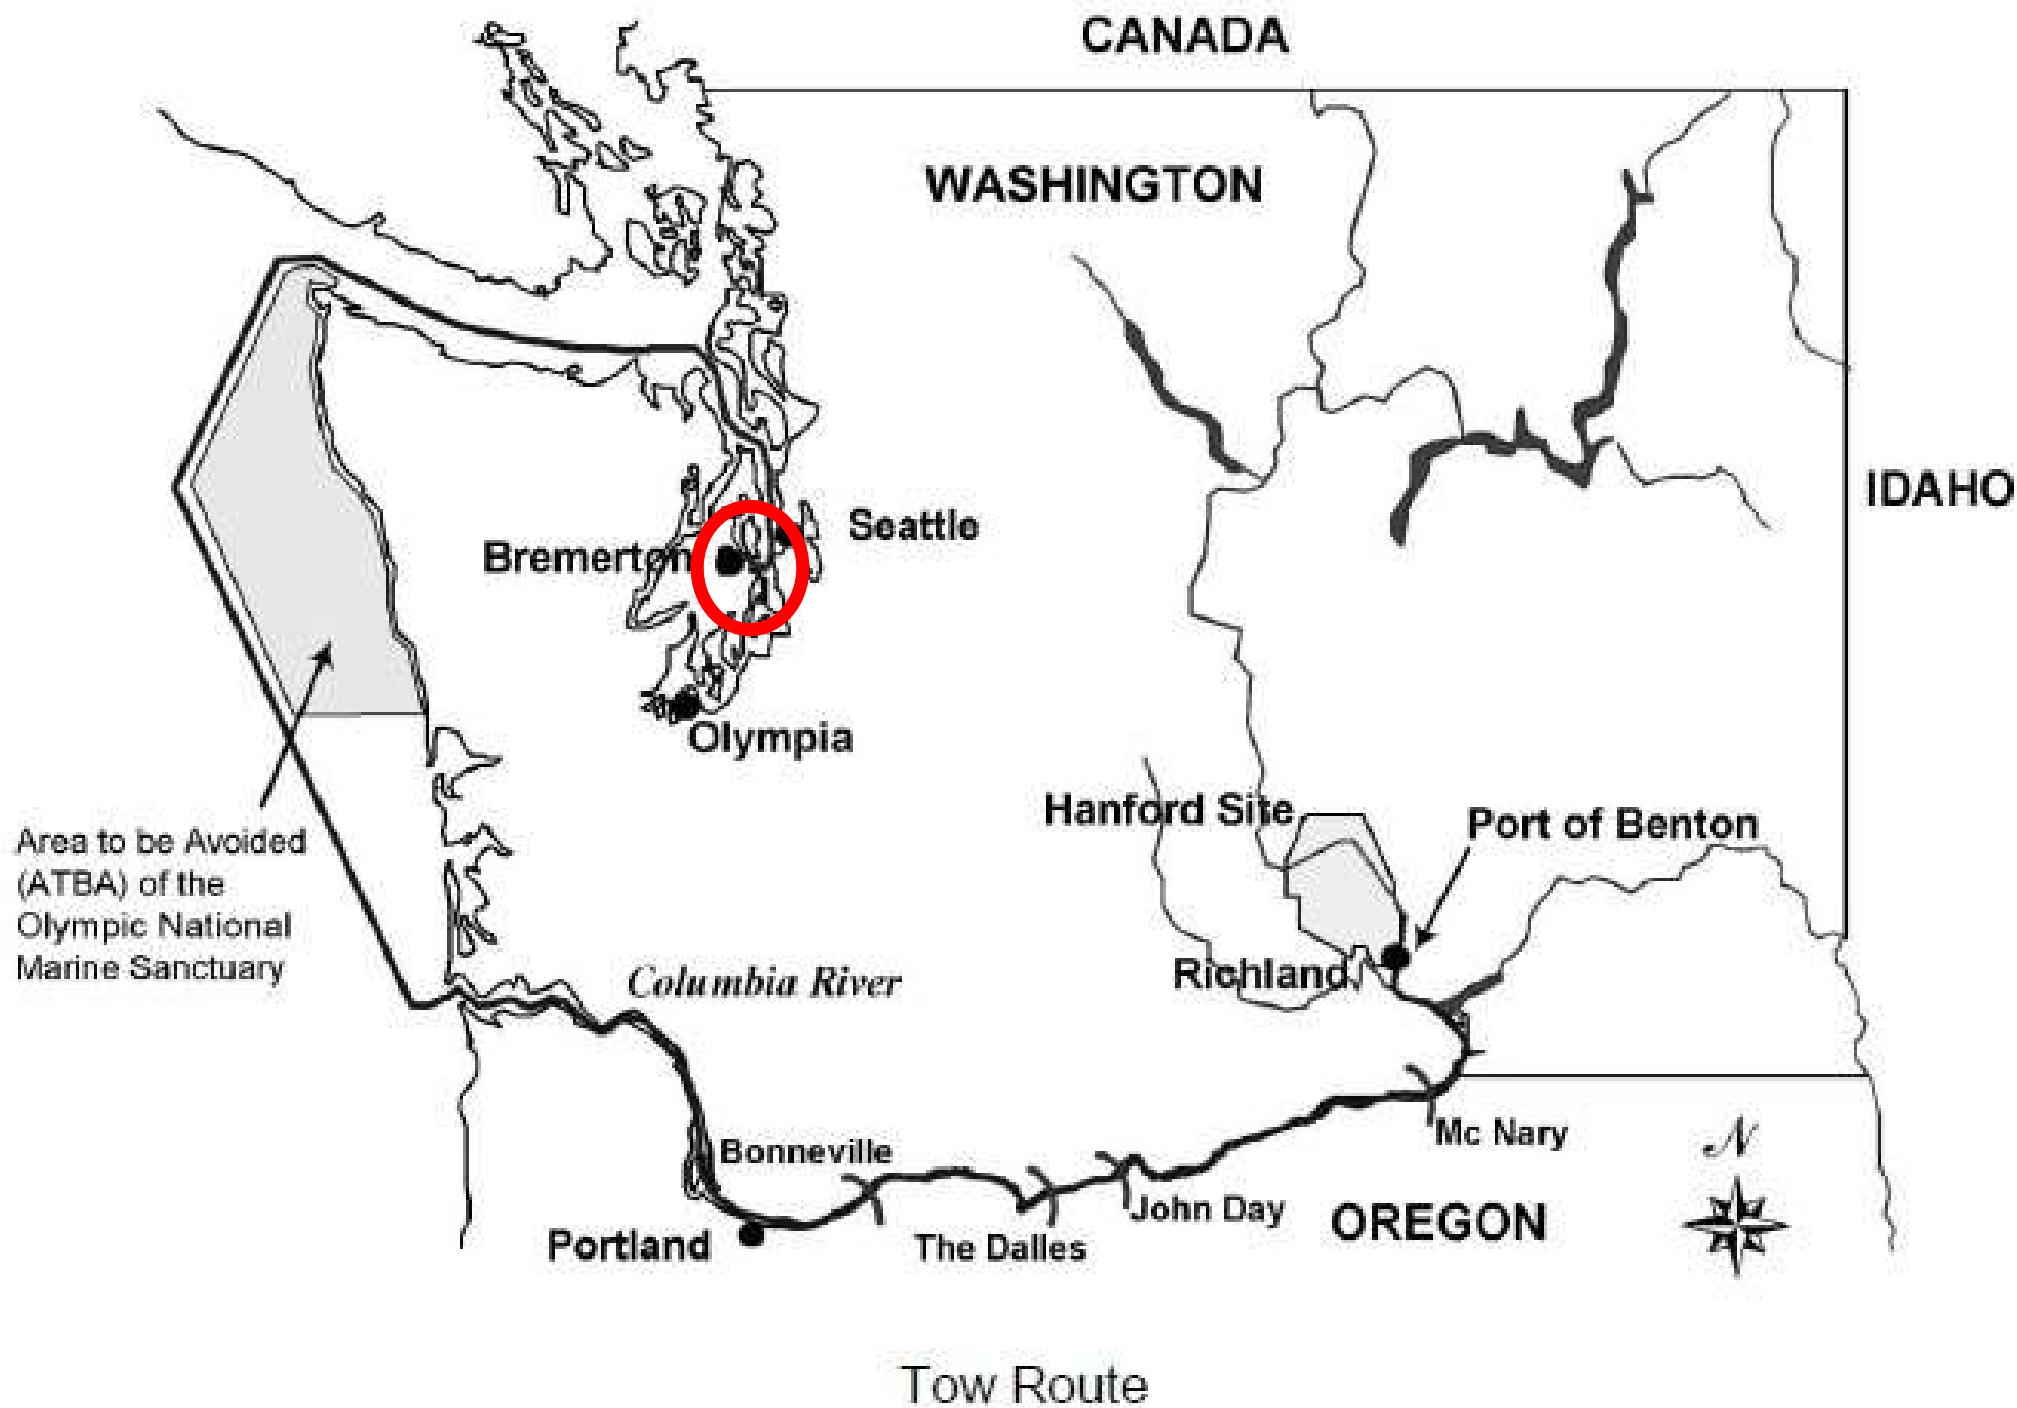 CANADA
WASHINGTON
IDAHO
Seattle
Bremerton
Olympia
Hanford Site
Port of Benton
Area to be Avoided
(ATBA) of the
Olympic National
Marine Sanctuary
Columbia River
Richland
Mc Nary
N
Bonneville
John Day
OREGON
Portland
The Dalles
Tow Route